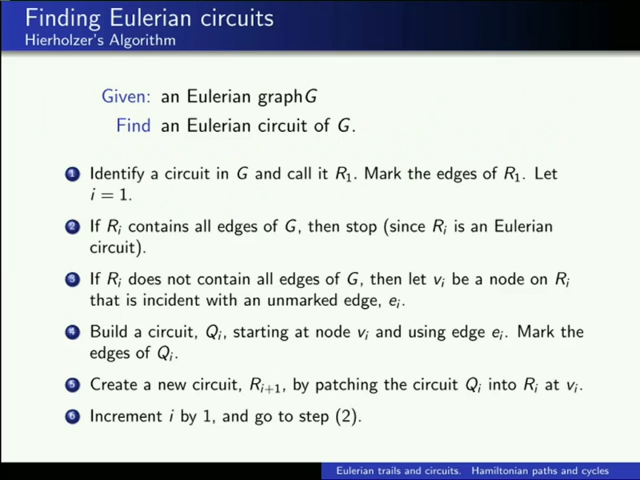 Finding Eulerian circuits
Hierholzer's Algorithm
Given: an Eulerian graphG
Find an Eulerian circuit of G.
1 Identify a circuit in G and call it R₁. Mark the edges of R₁. Let
i = 1.
2 If Rᵢ contains all edges of G, then stop (since Rᵢ is an Eulerian
circuit).
3 If Rᵢ does not contain all edges of G, then let vᵢ be a node on Rᵢ
that is incident with an unmarked edge, eᵢ.
4 Build a circuit, Qᵢ, starting at node vᵢ and using edge eᵢ. Mark the
edges of Qᵢ.
5 Create a new circuit, Rᵢ₊₁, by patching the circuit Qᵢ into Rᵢ at vᵢ.
6 Increment i by 1, and go to step (2).
Eulerian trails and circuits. Hamiltonian paths and cycles